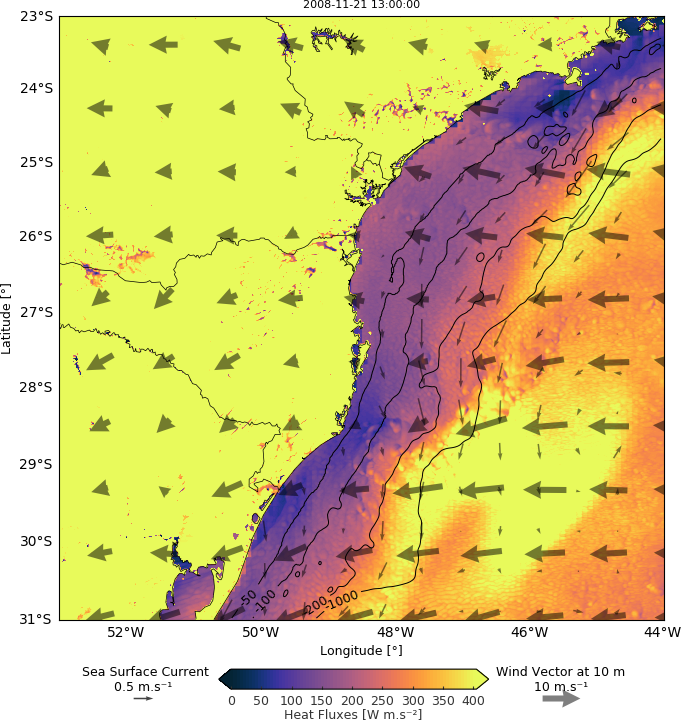 2008-11-21 13:00:00
23°S
24°S
25°S
26°S
27°S
28°S
29°S
30°S
31°S
Latitude [°]
-50
-100
-200
-1000
52°W
50°W
48°W
46°W
44°W
Longitude [°]
Sea Surface Current
0.5 m.s⁻¹
Wind Vector at 10 m
10 m.s⁻¹
0 50 100 150 200 250 300 350 400
Heat Fluxes [W m.s⁻²]